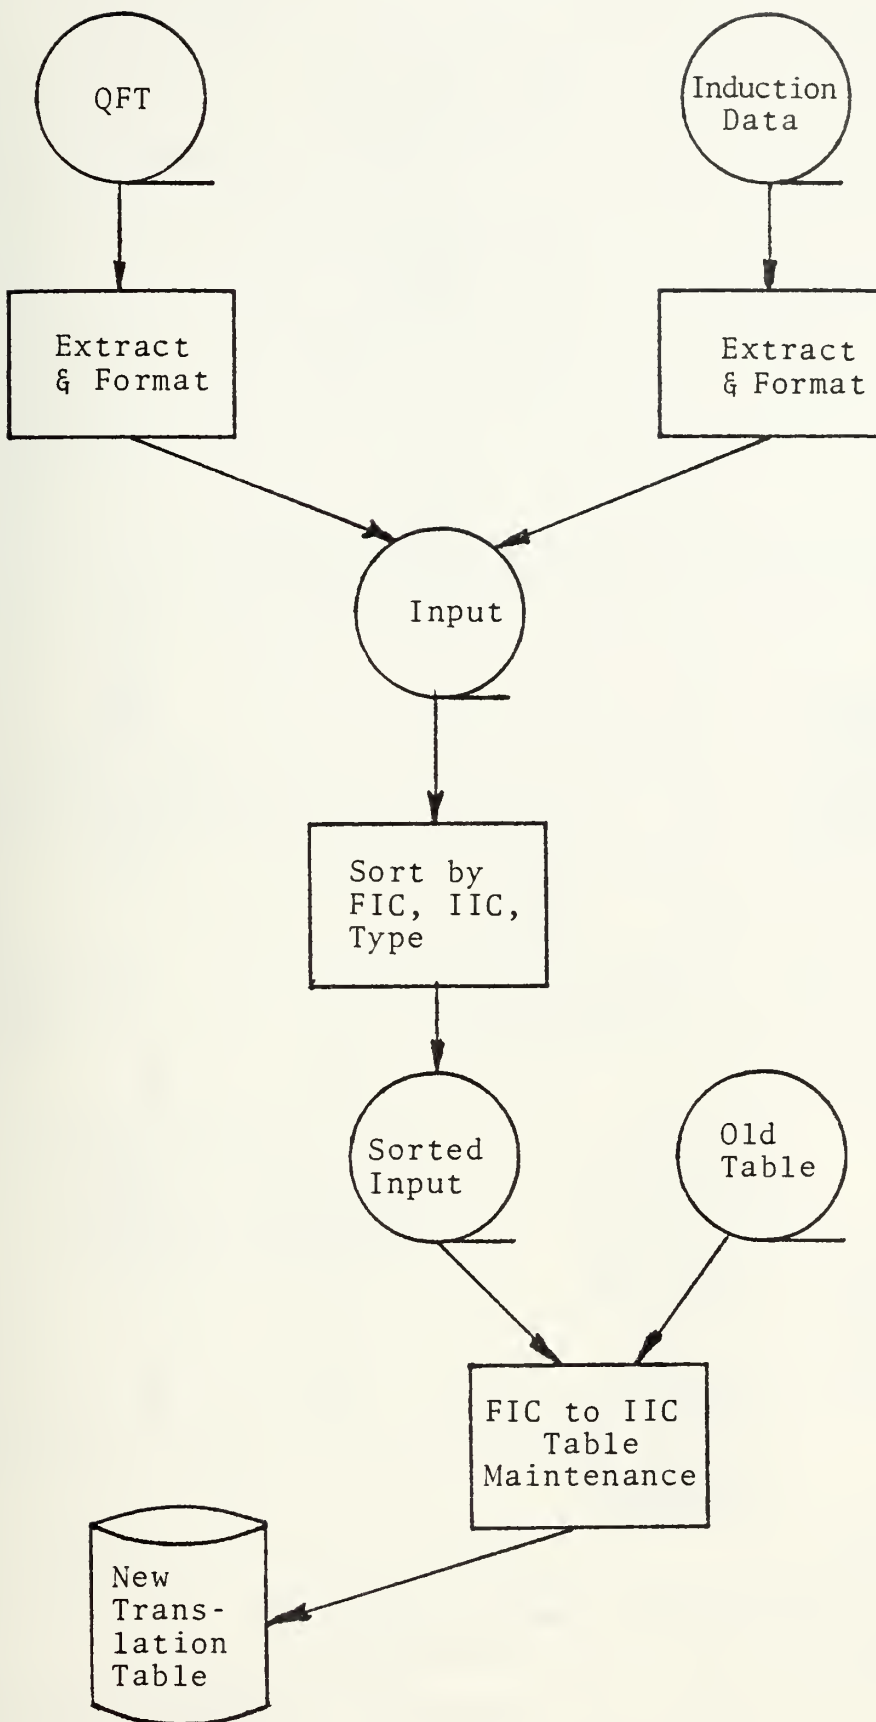 QFT
Induction
Data
Extract
& Format
Extract
& Format
Input
Sort by
FIC, IIC,
Type
Sorted
Input
Old
Table
FIC to IIC
Table
Maintenance
New
Trans-
lation
Table